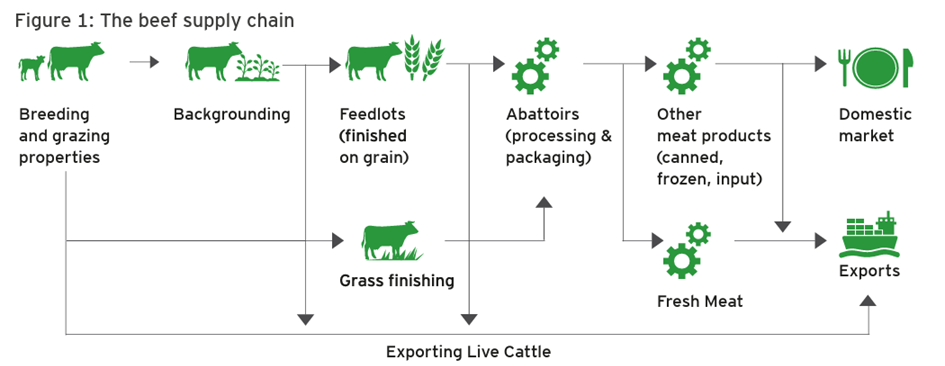 Figure 1: The beef supply chain
Breeding
and grazing
properties
Backgrounding
Feedlots
(finished
on grain)
Abattoirs
(processing &
packaging)
Other
meat products
(canned,
frozen, input)
Domestic
market
Grass finishing
Fresh Meat
Exports
Exporting Live Cattle